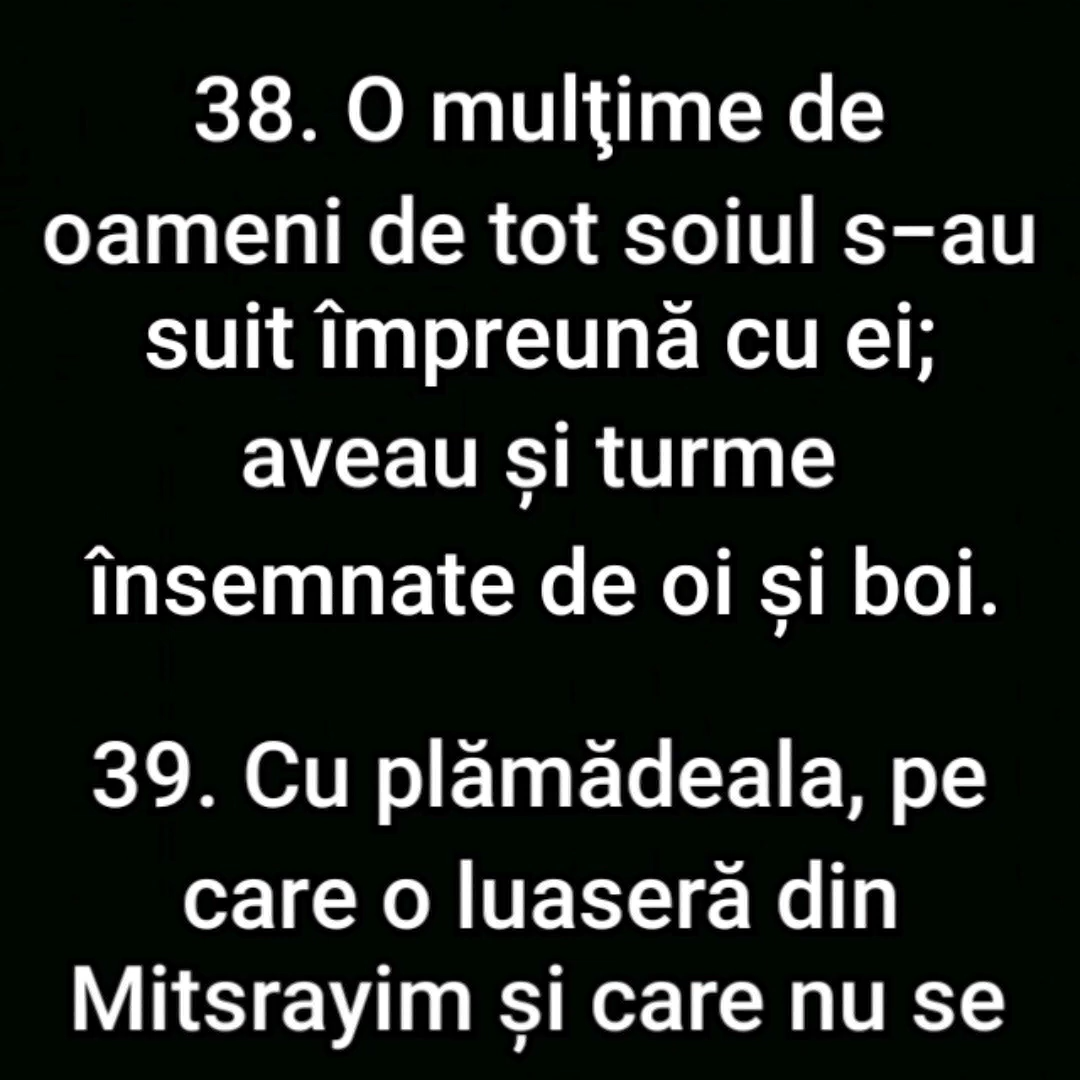 38. O mulţime de
oameni de tot soiul s–au
suit împreună cu ei;
aveau și turme
însemnate de oi și boi.
39. Cu plămădeala, pe
care o luaseră din
Mitsrayim și care nu se